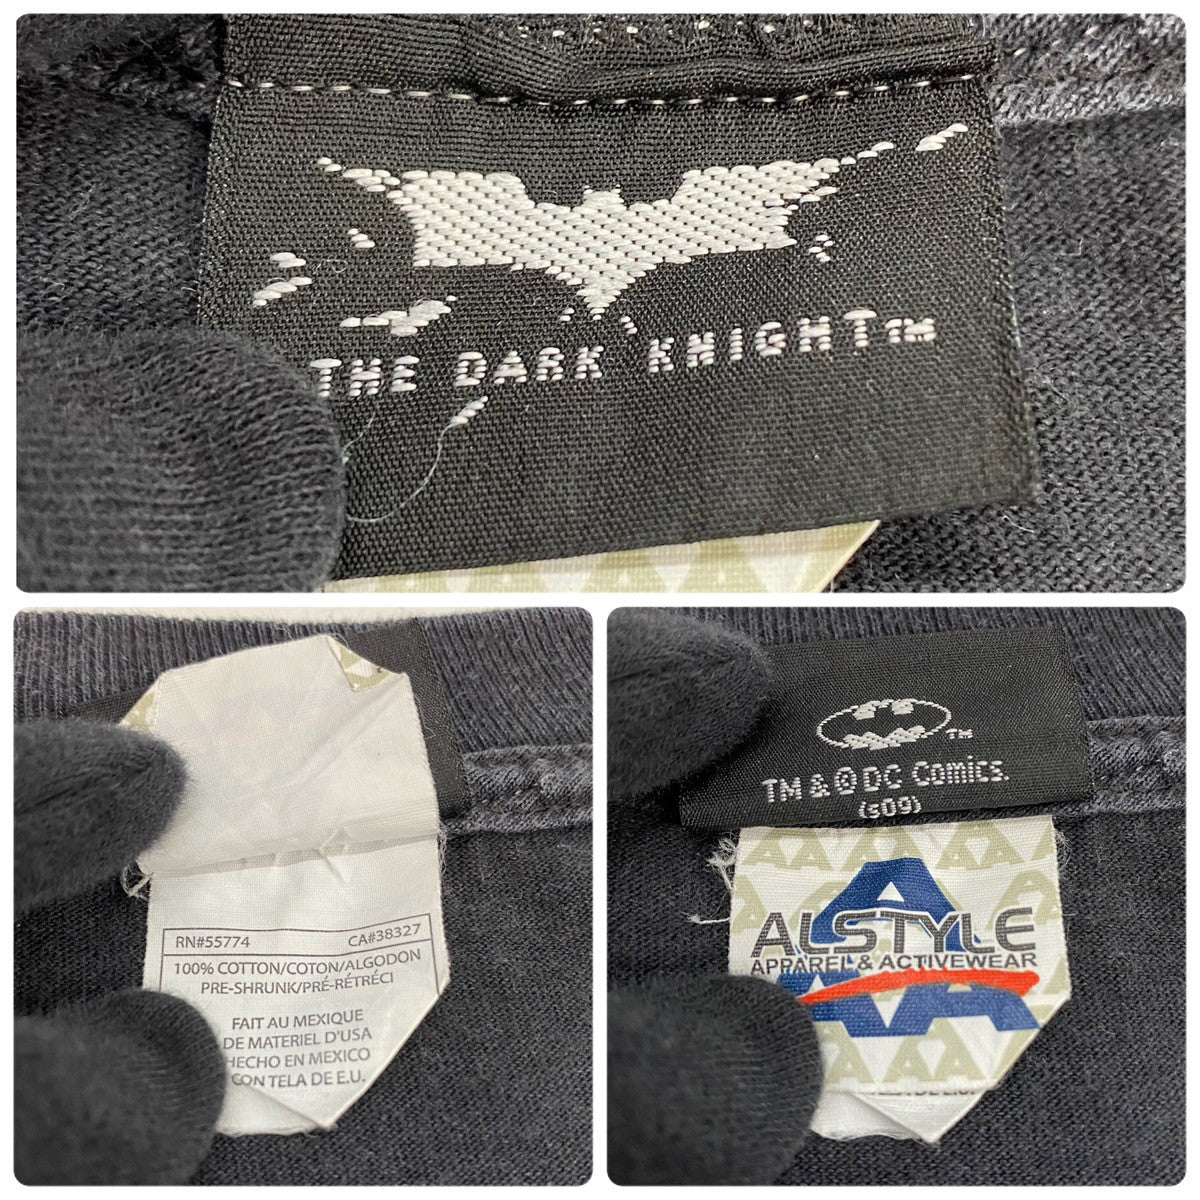 THE DARK KNIGHT™
RN#55774 CA#38327
100% COTTON/COTON/ALGODON
PRE-SHRUNK/PRÉ-RÉTRÉCI
FAIT AU MEXIQUE
DE MATERIEL D'USA
HECHO EN MEXICO
CON TELA DE E.U.
™
TM & © DC Comics.
(s09)
ALSTYLE
APPAREL & ACTIVEWEAR